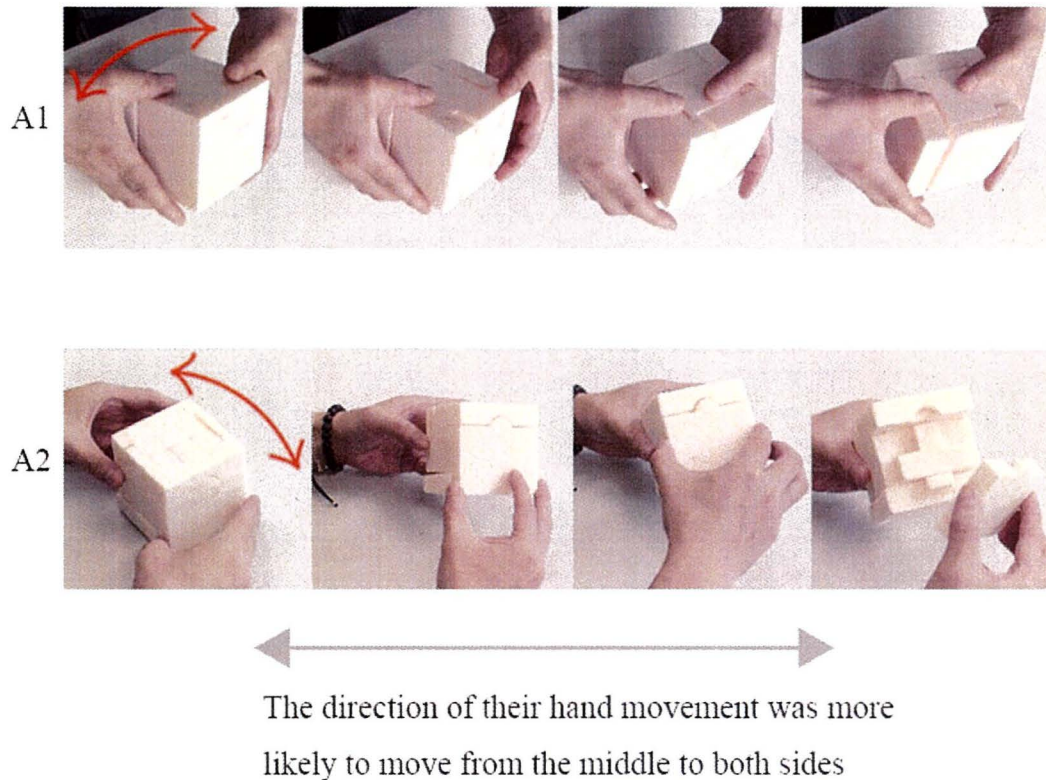 A1
A2
The direction of their hand movement was more
likely to move from the middle to both sides